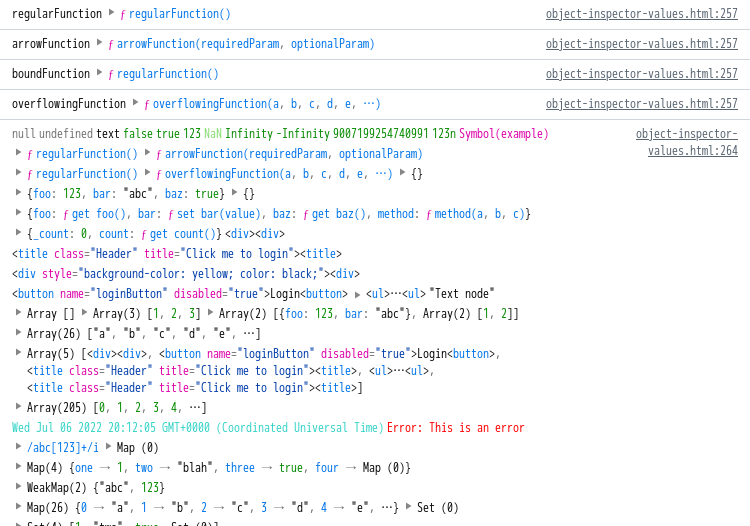 regularFunction ▶ ƒ regularFunction() object-inspector-values.html:257
arrowFunction ▶ ƒ arrowFunction(requiredParam, optionalParam) object-inspector-values.html:257
boundFunction ▶ ƒ regularFunction() object-inspector-values.html:257
overflowingFunction ▶ ƒ overflowingFunction(a, b, c, d, e, …) object-inspector-values.html:257
null undefined text false true 123 NaN Infinity -Infinity 9007199254740991 123n Symbol(example) object-inspector-
values.html:264
▶ ƒ regularFunction() ▶ ƒ arrowFunction(requiredParam, optionalParam)
▶ ƒ regularFunction() ▶ ƒ overflowingFunction(a, b, c, d, e, …) ▶ {}
▶ {foo: 123, bar: "abc", baz: true} ▶ {}
▶ {foo: ƒ get foo(), bar: ƒ set bar(value), baz: ƒ get baz(), method: ƒ method(a, b, c)}
▶ {_count: 0, count: ƒ get count()} <div><div>
<title class="Header" title="Click me to login"><title>
<div style="background-color: yellow; color: black;"><div>
<button name="loginButton" disabled="true">Login<button> ▶ <ul>⋯<ul> "Text node"
▶ Array [] ▶ Array(3) [1, 2, 3] ▶ Array(2) [{foo: 123, bar: "abc"}, Array(2) [1, 2]]
▶ Array(26) ["a", "b", "c", "d", "e", …]
▶ Array(5) [<div><div>, <button name="loginButton" disabled="true">Login<button>,
<title class="Header" title="Click me to login"><title>, <ul>⋯<ul>,
<title class="Header" title="Click me to login"><title>]
▶ Array(205) [0, 1, 2, 3, 4, …]
Wed Jul 06 2022 20:12:05 GMT+0000 (Coordinated Universal Time) Error: This is an error
▶ /abc[123]+/i ▶ Map (0)
▶ Map(4) {one → 1, two → "blah", three → true, four → Map (0)}
▶ WeakMap(2) {"abc", 123}
▶ Map(26) {0 → "a", 1 → "b", 2 → "c", 3 → "d", 4 → "e", …} ▶ Set (0)
▶ Set(4) [1, "two", true, Set (0)]